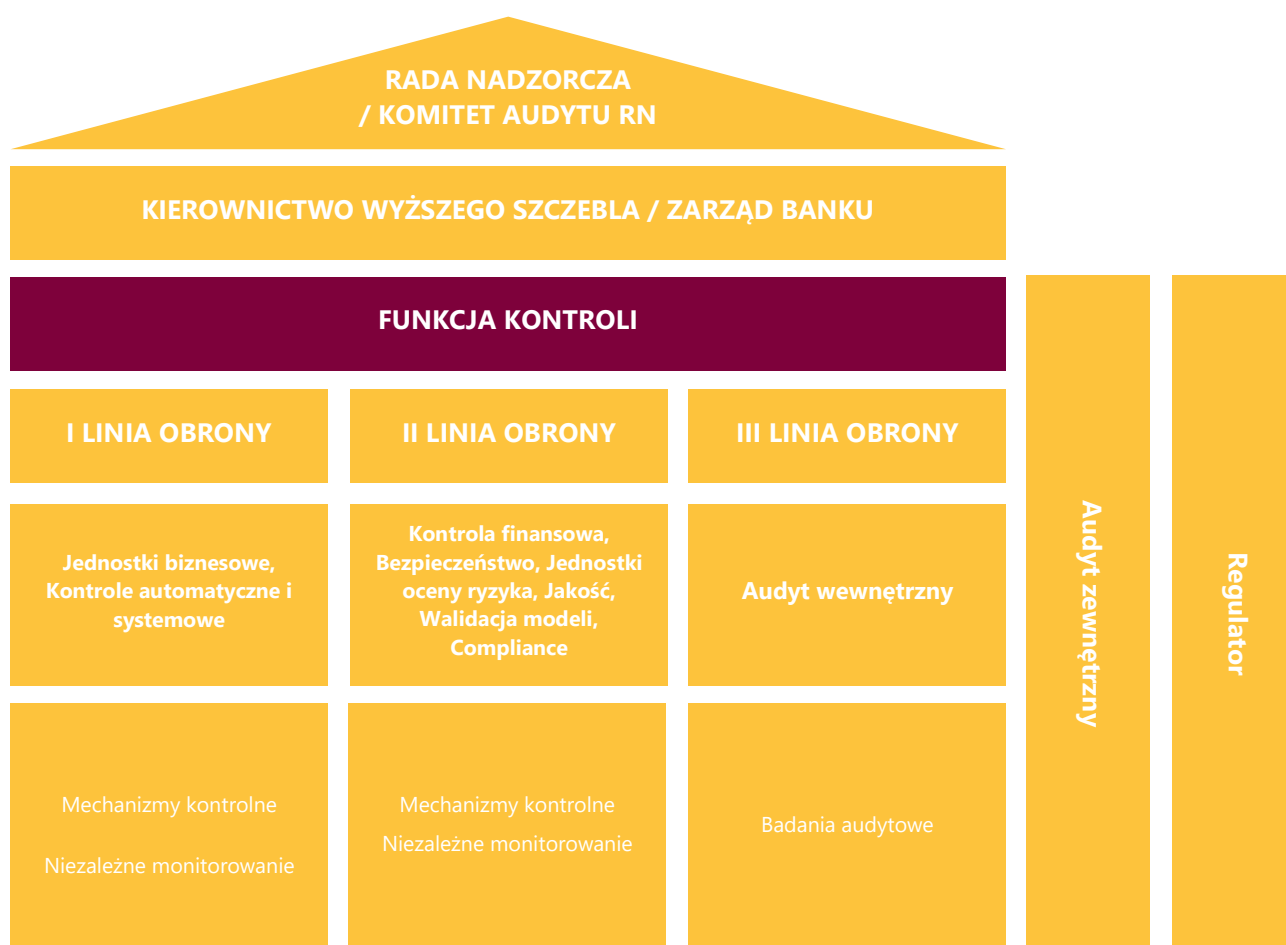 RADA NADZORCZA
/ KOMITET AUDYTU RN
KIEROWNICTWO WYŻSZEGO SZCZEBLA / ZARZĄD BANKU
FUNKCJA KONTROLI
I LINIA OBRONY
II LINIA OBRONY
III LINIA OBRONY
Jednostki biznesowe,
Kontrole automatyczne i
systemowe
Kontrola finansowa,
Bezpieczeństwo, Jednostki
oceny ryzyka, Jakość,
Walidacja modeli,
Compliance
Audyt wewnętrzny
Mechanizmy kontrolne
Niezależne monitorowanie
Mechanizmy kontrolne
Niezależne monitorowanie
Badania audytowe
Audyt zewnętrzny
Regulator